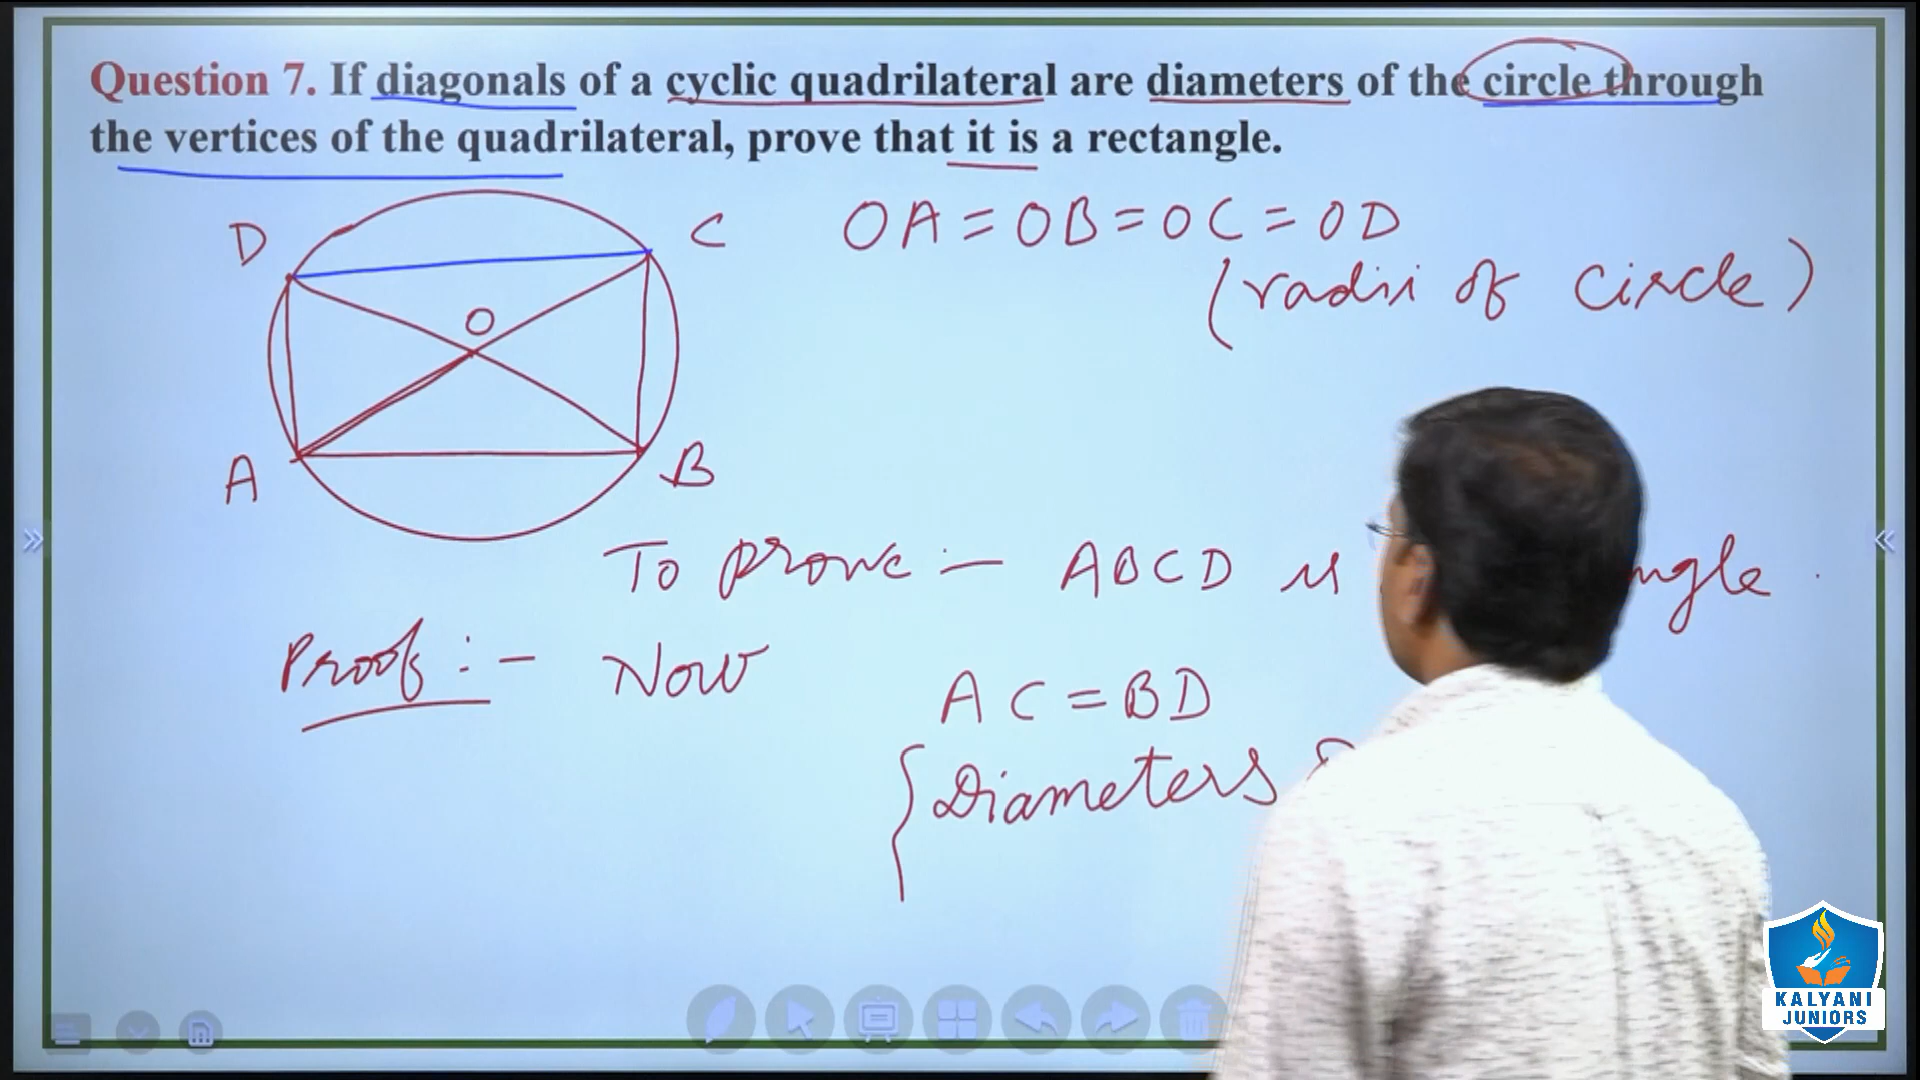 Question 7. If diagonals of a cyclic quadrilateral are diameters of the circle through
the vertices of the quadrilateral, prove that it is a rectangle.
D
C
OA = OB = OC = OD
(radii of circle)
O
A
B
To prove :- ABCD is
Proof :- Now
AC = BD
{Diameters
KALYANI
JUNIORS